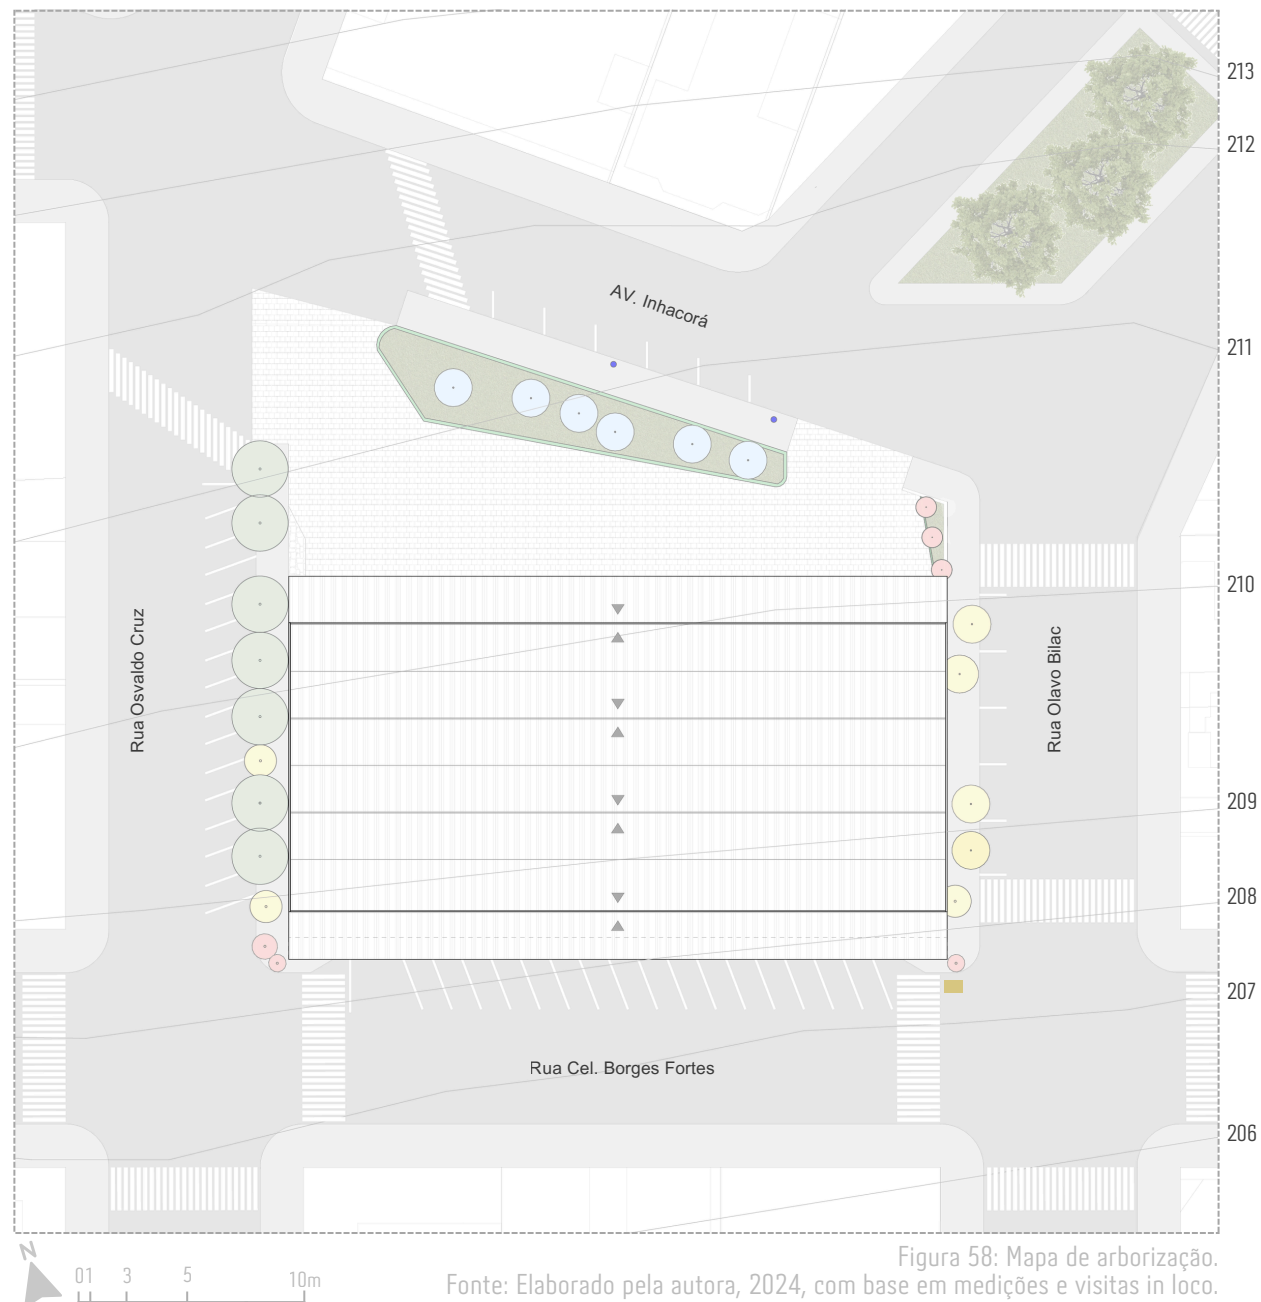 213
212
AV. Inhacorá
211
210
Rua Osvaldo Cruz
Rua Olavo Bilac
209
208
207
Rua Cel. Borges Fortes
206
N
01 3 5 10m
Figura 58: Mapa de arborização.
Fonte: Elaborado pela autora, 2024, com base em medições e visitas in loco.